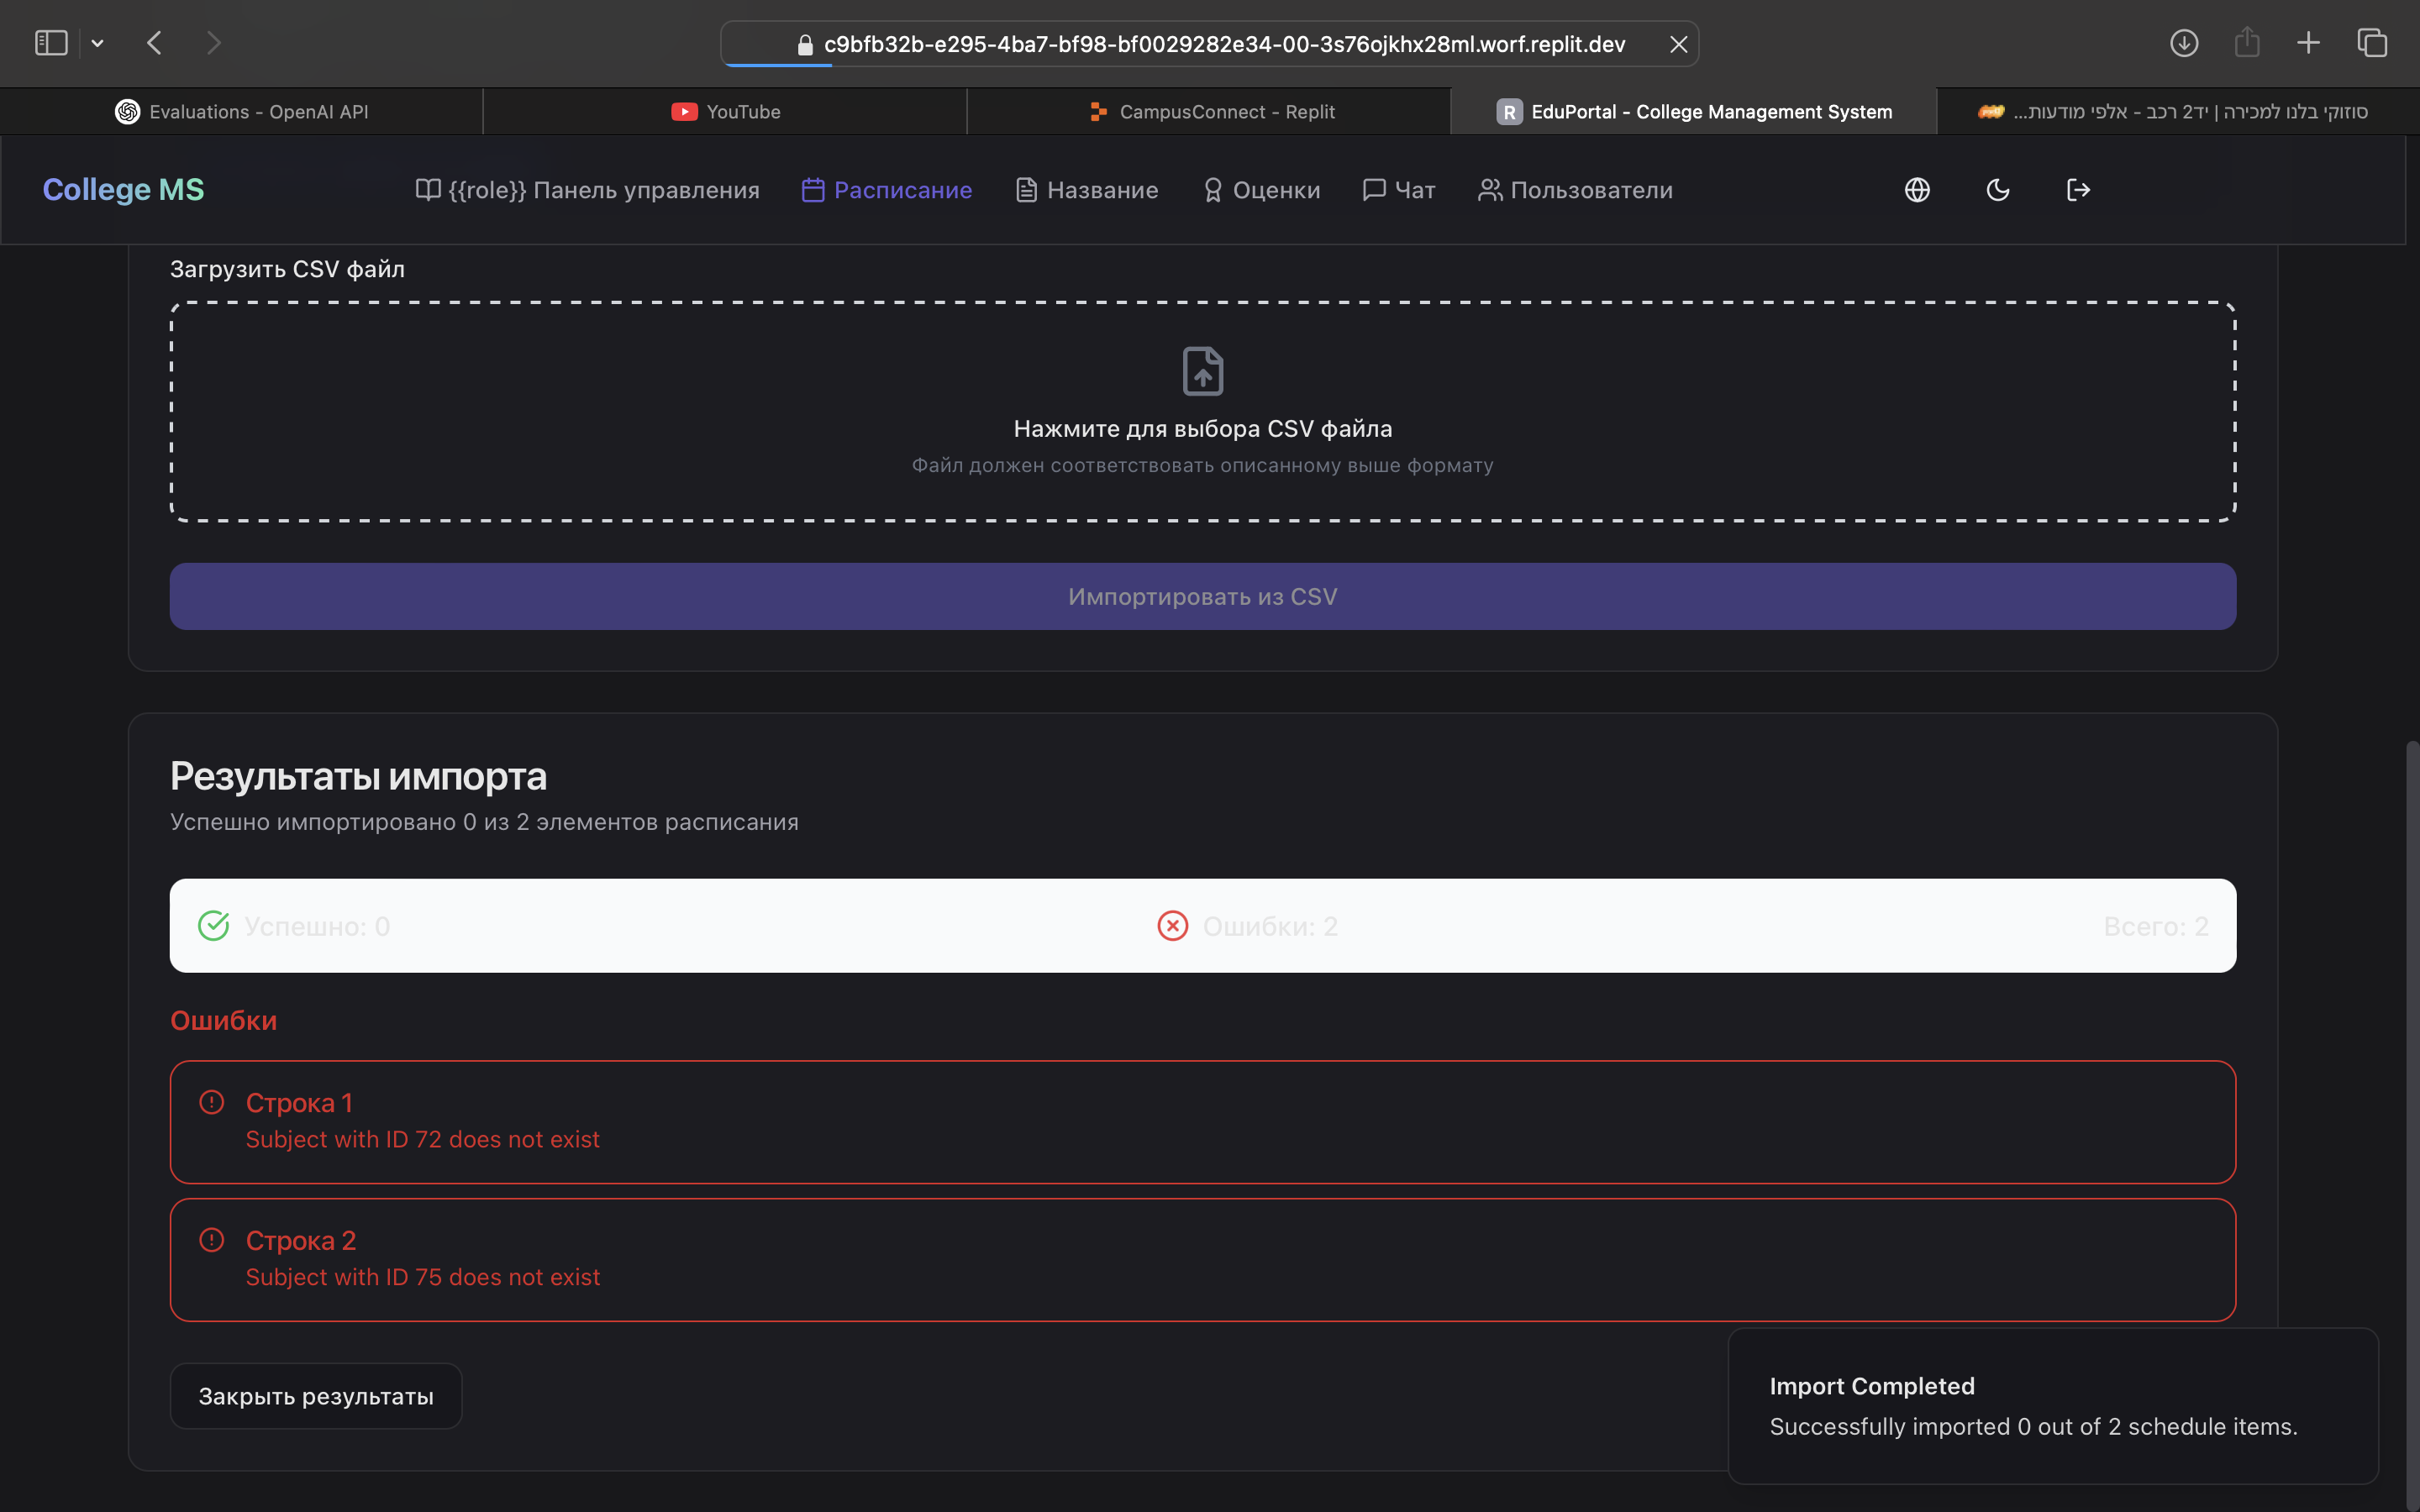 c9bfb32b-e295-4ba7-bf98-bf0029282e34-00-3s76ojkhx28ml.worf.replit.dev
Evaluations - OpenAI API
YouTube
CampusConnect - Replit
R EduPortal - College Management System
סוזוקי בלנו למכירה | יד2 רכב - אלפי מודעות...
College MS
{{role}} Панель управления
Расписание
Название
Оценки
Чат
Пользователи
Загрузить CSV файл
Нажмите для выбора CSV файла
Файл должен соответствовать описанному выше формату
Импортировать из CSV
Результаты импорта
Успешно импортировано 0 из 2 элементов расписания
Успешно: 0
Ошибки: 2
Всего: 2
Ошибки
Строка 1
Subject with ID 72 does not exist
Строка 2
Subject with ID 75 does not exist
Закрыть результаты
Import Completed
Successfully imported 0 out of 2 schedule items.